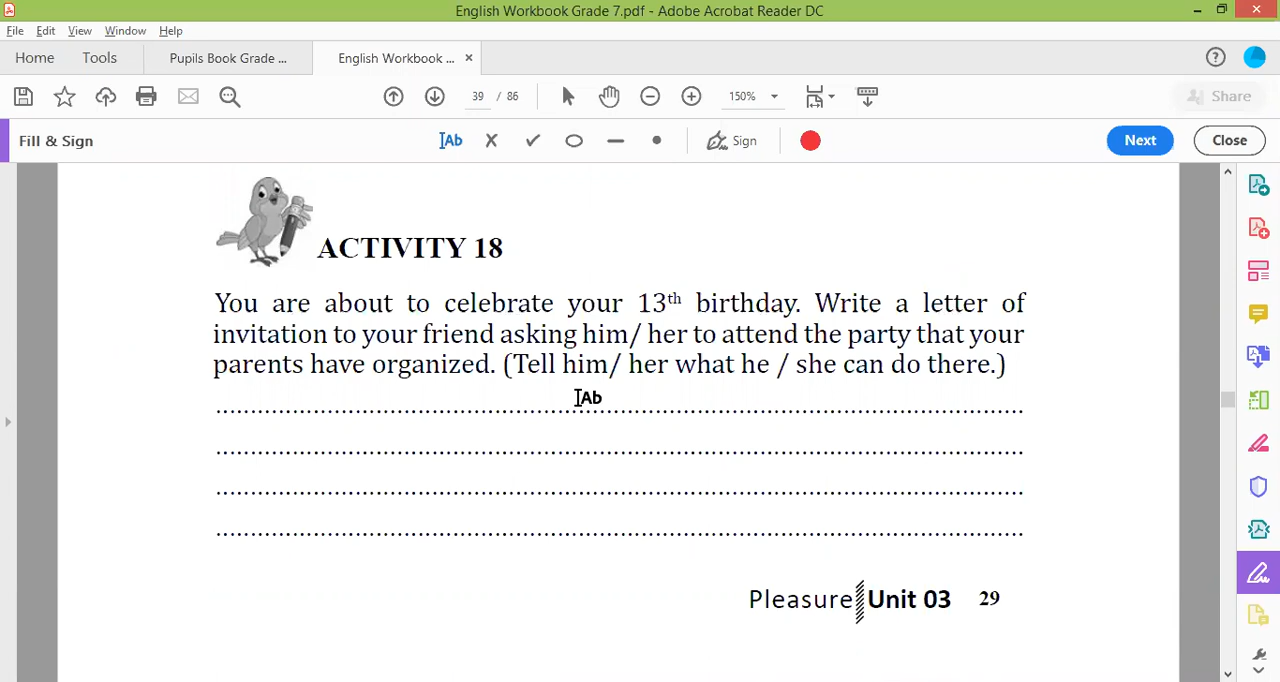 English Workbook Grade 7.pdf - Adobe Acrobat Reader DC
File Edit View Window Help
Home Tools Pupils Book Grade ... English Workbook ... ×
39 / 86 150% Share
Fill & Sign Ab Sign Next Close
ACTIVITY 18
You are about to celebrate your 13th birthday. Write a letter of
invitation to your friend asking him/ her to attend the party that your
parents have organized. (Tell him/ her what he / she can do there.)
Ab
....................................................................................
....................................................................................
....................................................................................
....................................................................................
Pleasure Unit 03 29